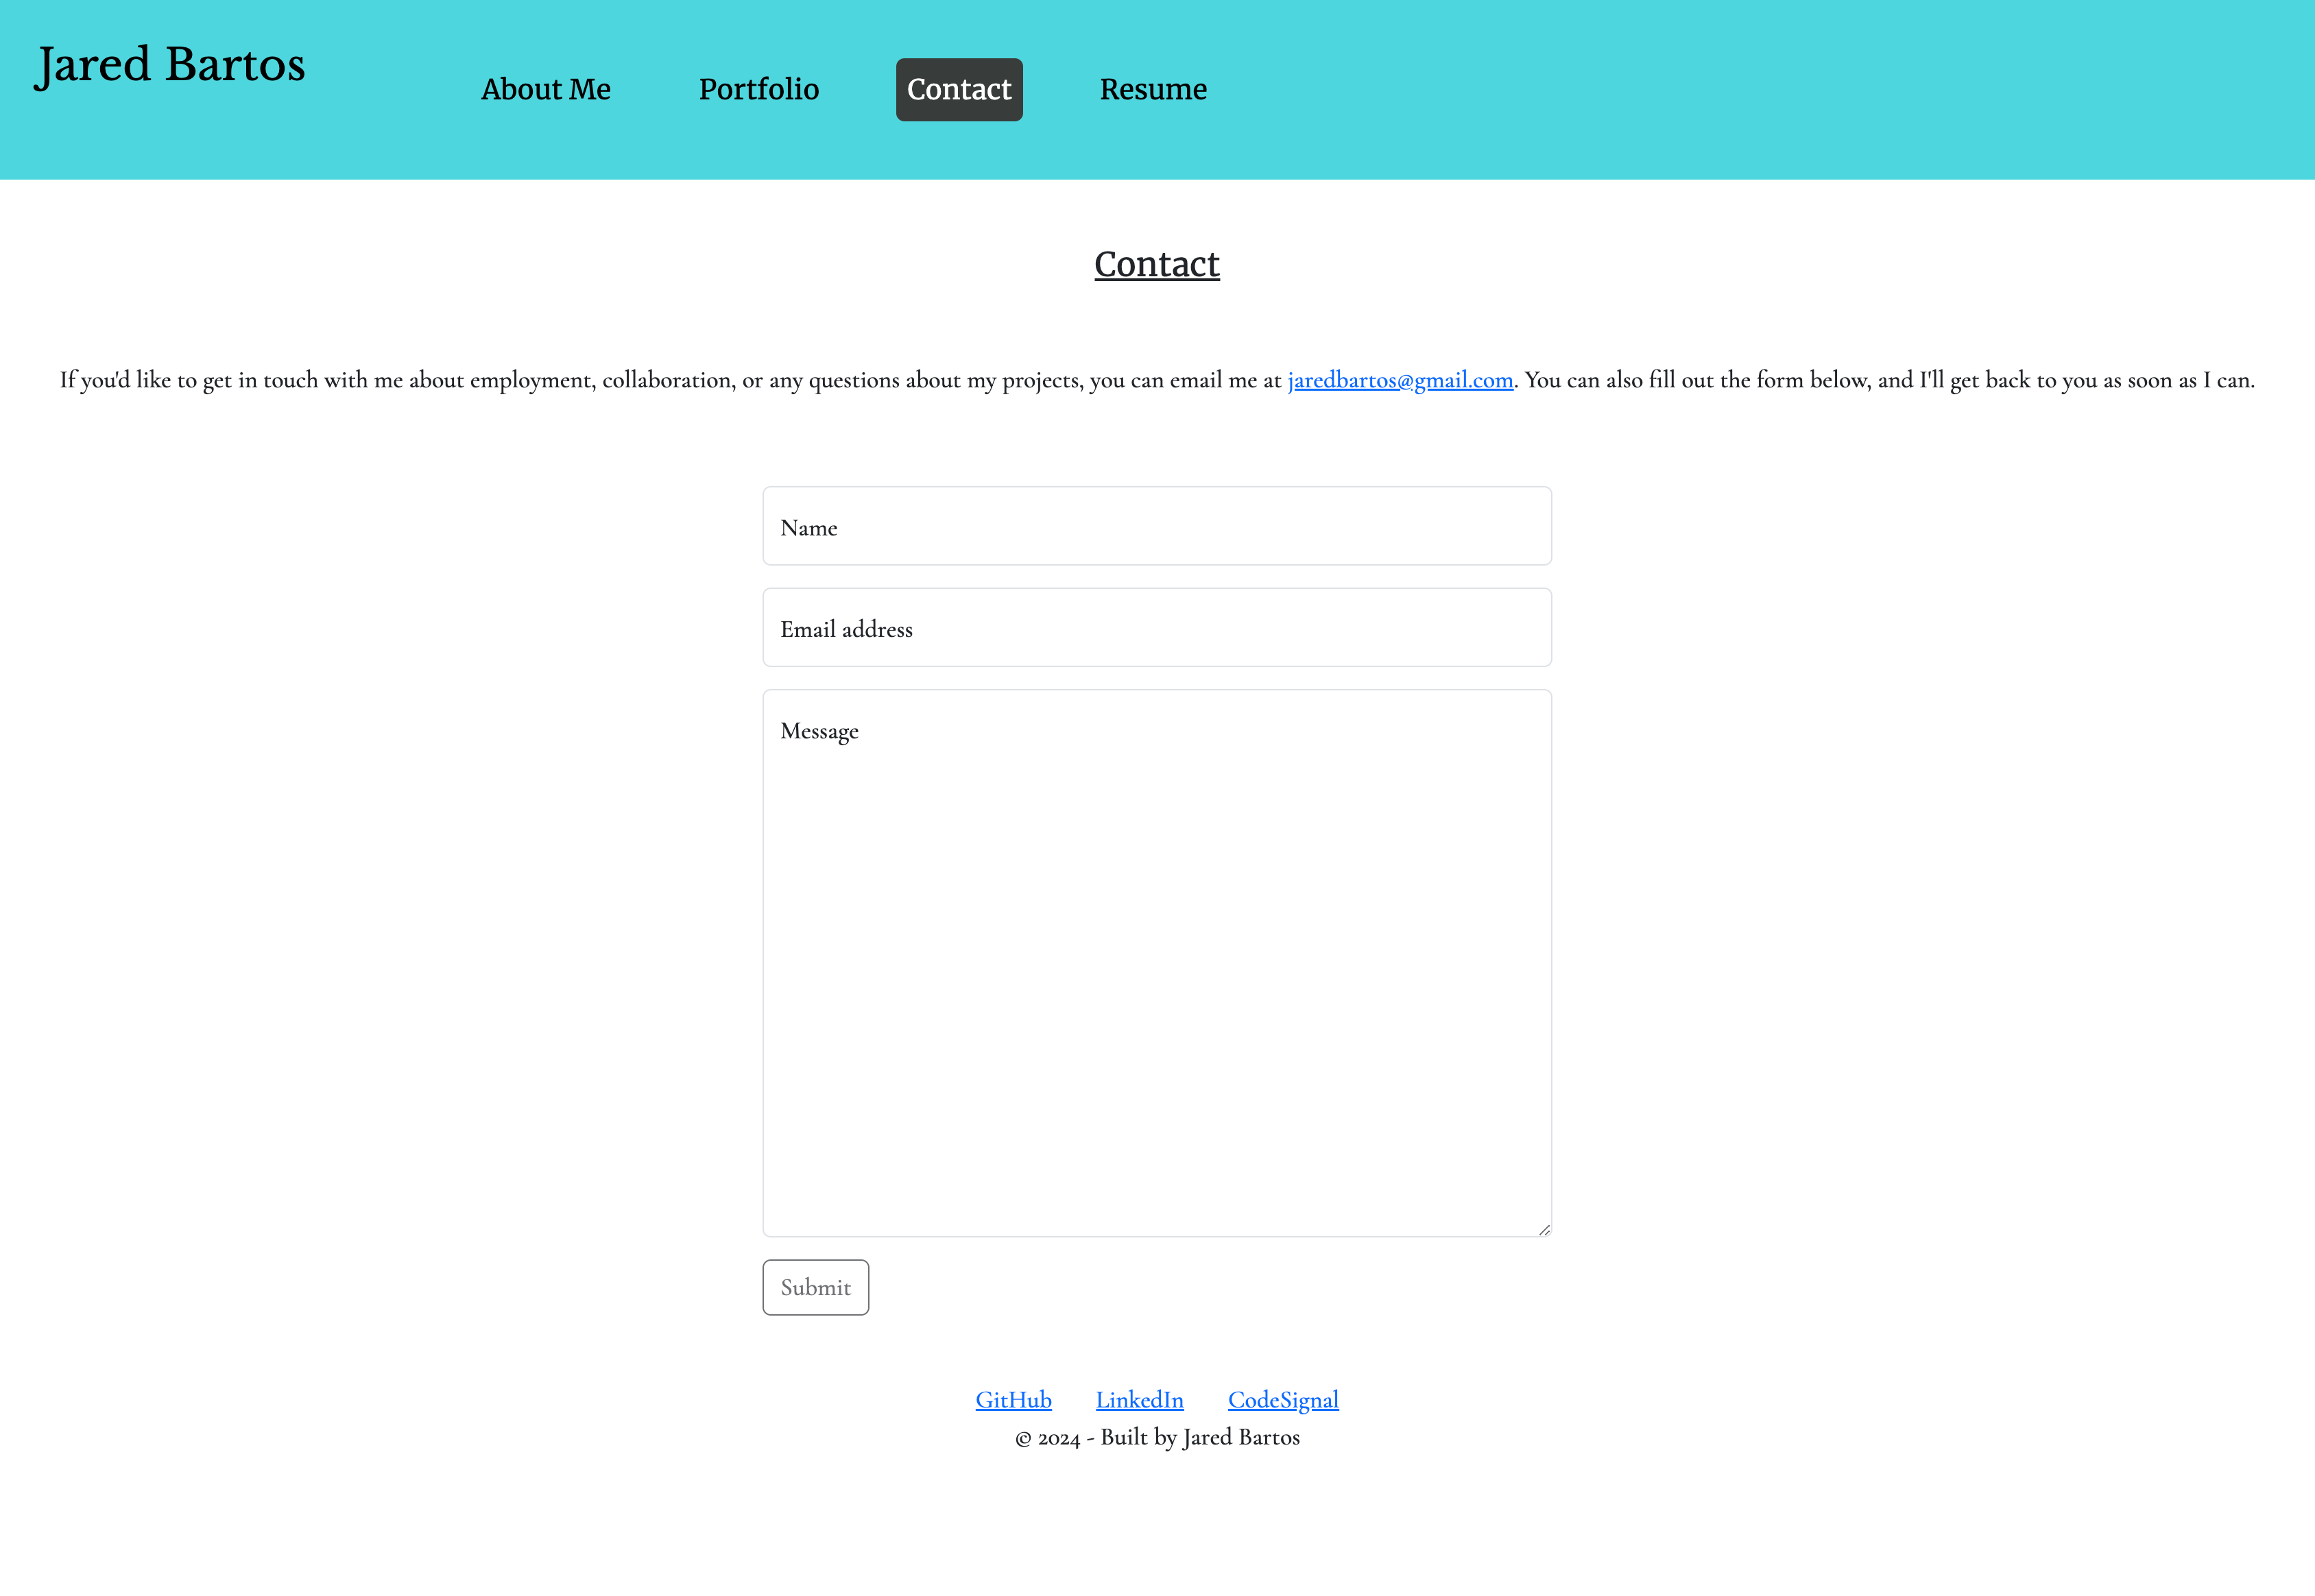 Jared Bartos
About Me
Portfolio
Contact
Resume
Contact
If you'd like to get in touch with me about employment, collaboration, or any questions about my projects, you can email me at jaredbartos@gmail.com. You can also fill out the form below, and I'll get back to you as soon as I can.
Name
Email address
Message
Submit
GitHub LinkedIn CodeSignal
© 2024 - Built by Jared Bartos